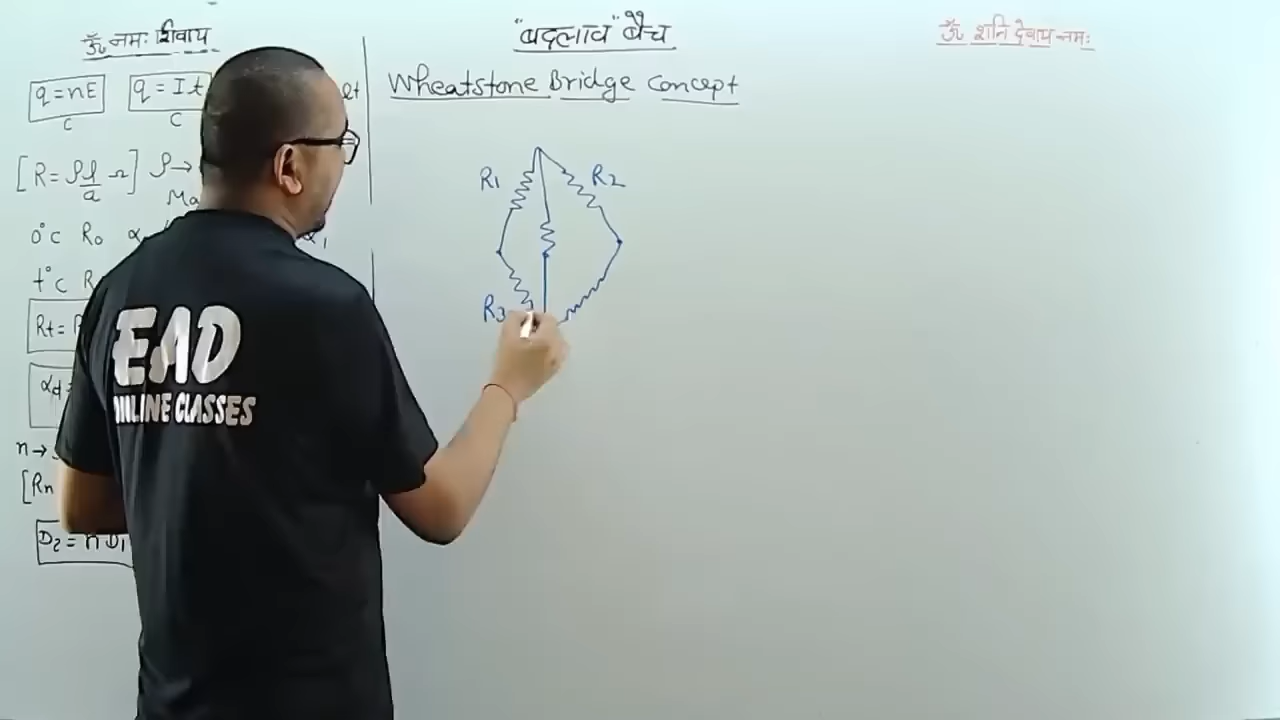 ॐ नमः शिवाय
"बदलाव" बैच
ॐ शनि देवाय नमः
q=nE
q=It
C
C
Wheatstone Bridge Concept
[R=ρl/a Ω] ρ→
0°C R₀
t°C
Rt=
n→
[Rn
D₂ = n D₁
R1
R2
R3
EAD
ONLINE CLASSES